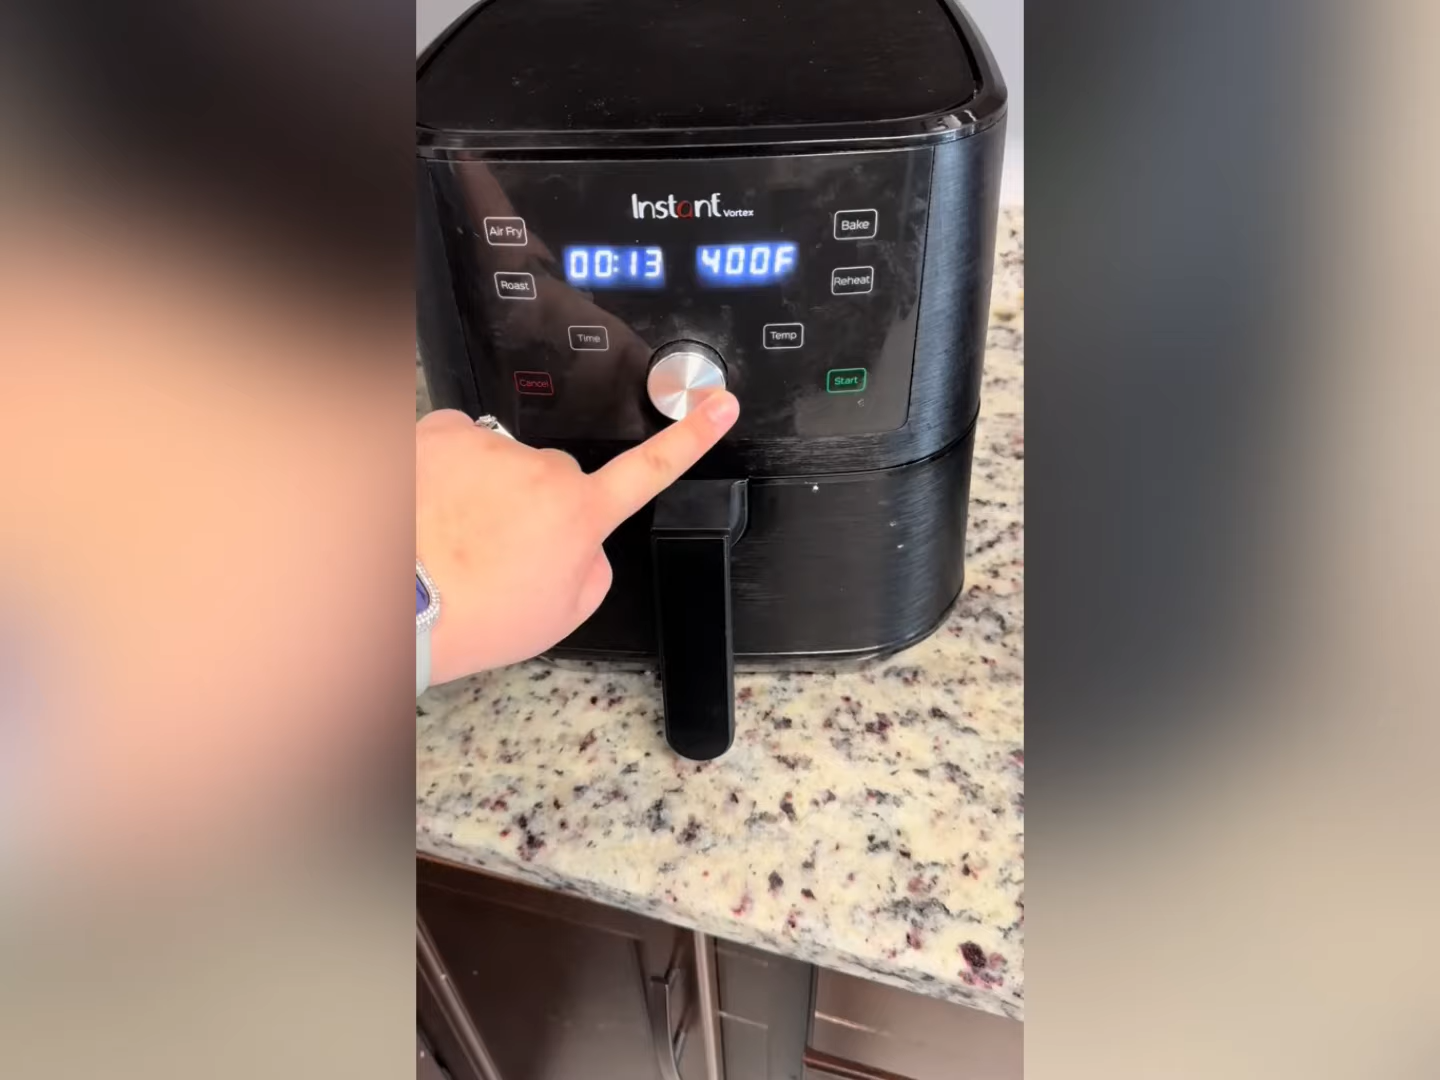 Instant Vortex
Air Fry
Bake
00:13 400F
Roast
Reheat
Time
Temp
Cancel
Start